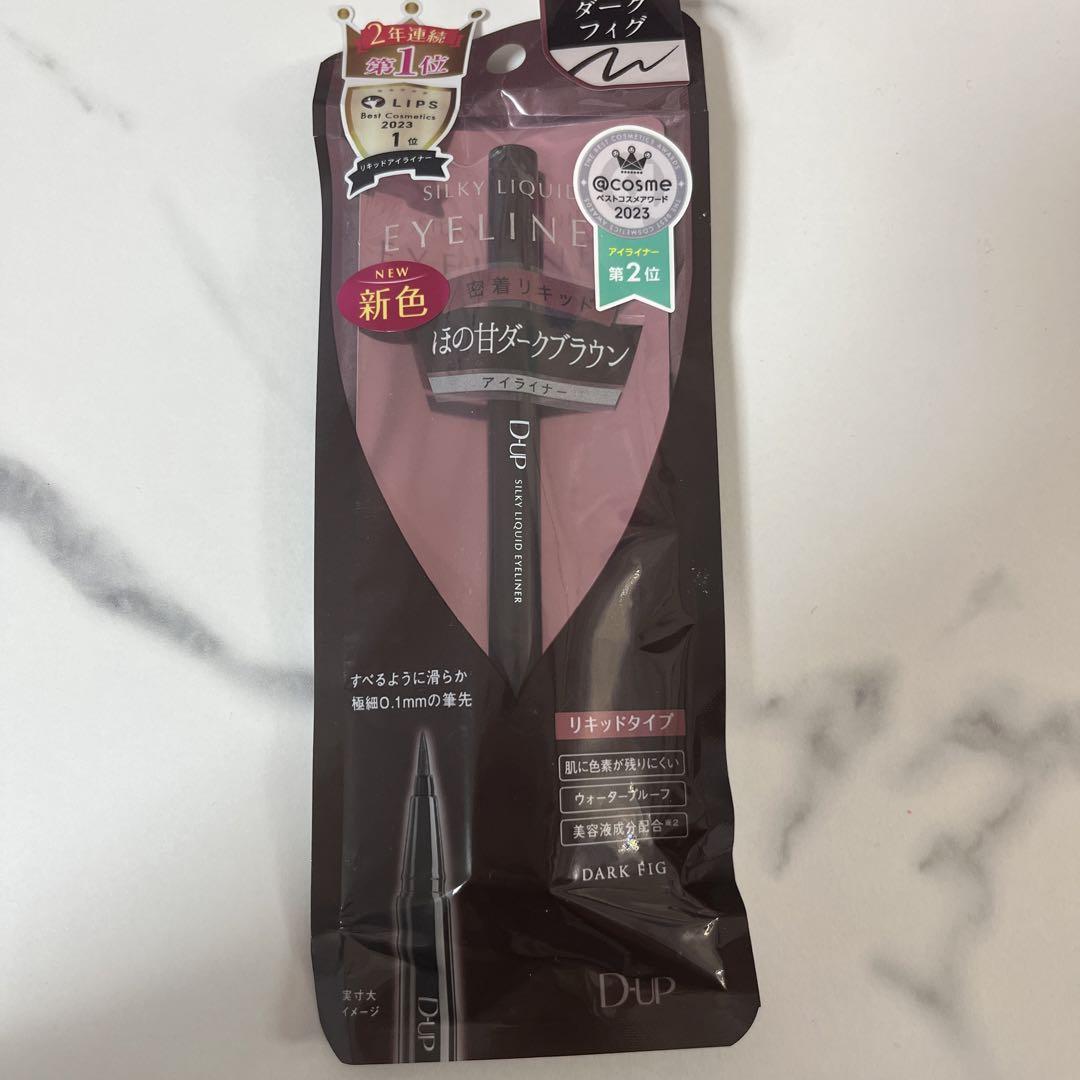 ダーク
フィグ
2年連続
第1位
LIPS
Best Cosmetics
2023
1位
リキッドアイライナー
THE BEST COSMETICS AWARDS
@cosme
ベストコスメアワード
2023
アイライナー
第2位
SILKY LIQUID
EYELINE
NEW
新色
密着リキッド
ほの甘ダークブラウン
アイライナー
D-UP
SILKY LIQUID EYELINER
すべるように滑らか
極細0.1mmの筆先
リキッドタイプ
肌に色素が残りにくい
ウォータープルーフ
美容液成分配合※2
DARK FIG
D-UP
実寸大
イメージ
D-UP